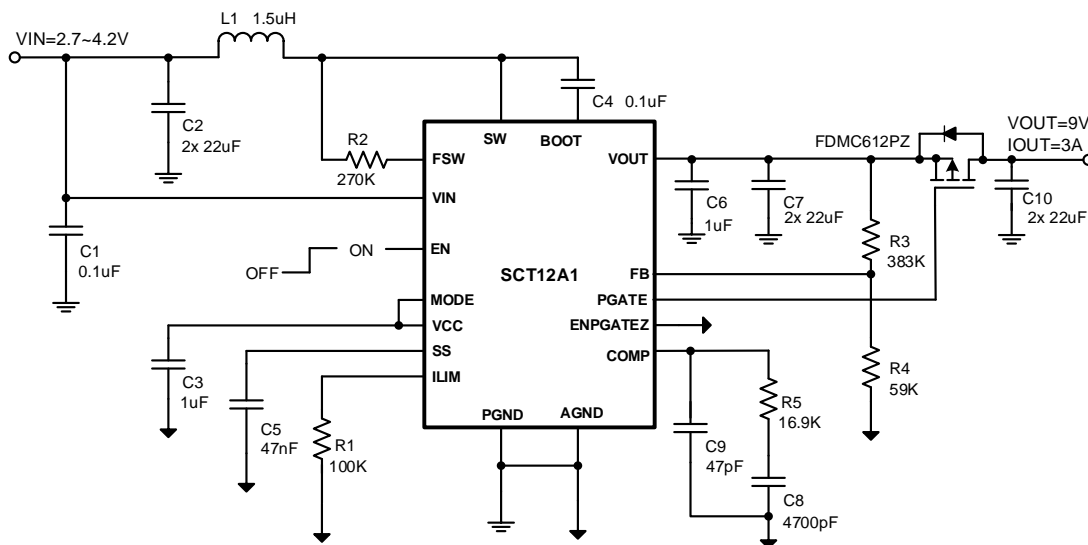 L1 1.5uH
VIN=2.7~4.2V
C4 0.1uF
C2
2x 22uF
R2
270K
SW
BOOT
FSW
VOUT
FDMC612PZ
VOUT=9V
IOUT=3A
C6
1uF
C7
2x 22uF
C10
2x 22uF
VIN
C1
0.1uF
R3
383K
OFF
ON
EN
SCT12A1
FB
MODE
PGATE
VCC
ENPGATEZ
SS
COMP
C3
1uF
ILIM
R4
59K
C5
47nF
R1
100K
PGND
AGND
R5
16.9K
C9
47pF
C8
4700pF